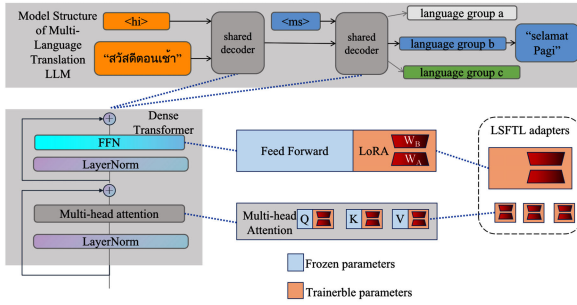 Model Structure
of Multi-
Language
Translation
LLM
<hi>
"สวัสดีตอนเช้า"
shared
decoder
<ms>
shared
decoder
language group a
language group b
language group c
"selamat
Pagi"
Dense
Transformer
FFN
LayerNorm
Multi-head attention
LayerNorm
Feed Forward
LoRA
W_B
W_A
LSFTL adapters
Multi-head
Attention
Q
K
V
Frozen parameters
Trainerble parameters